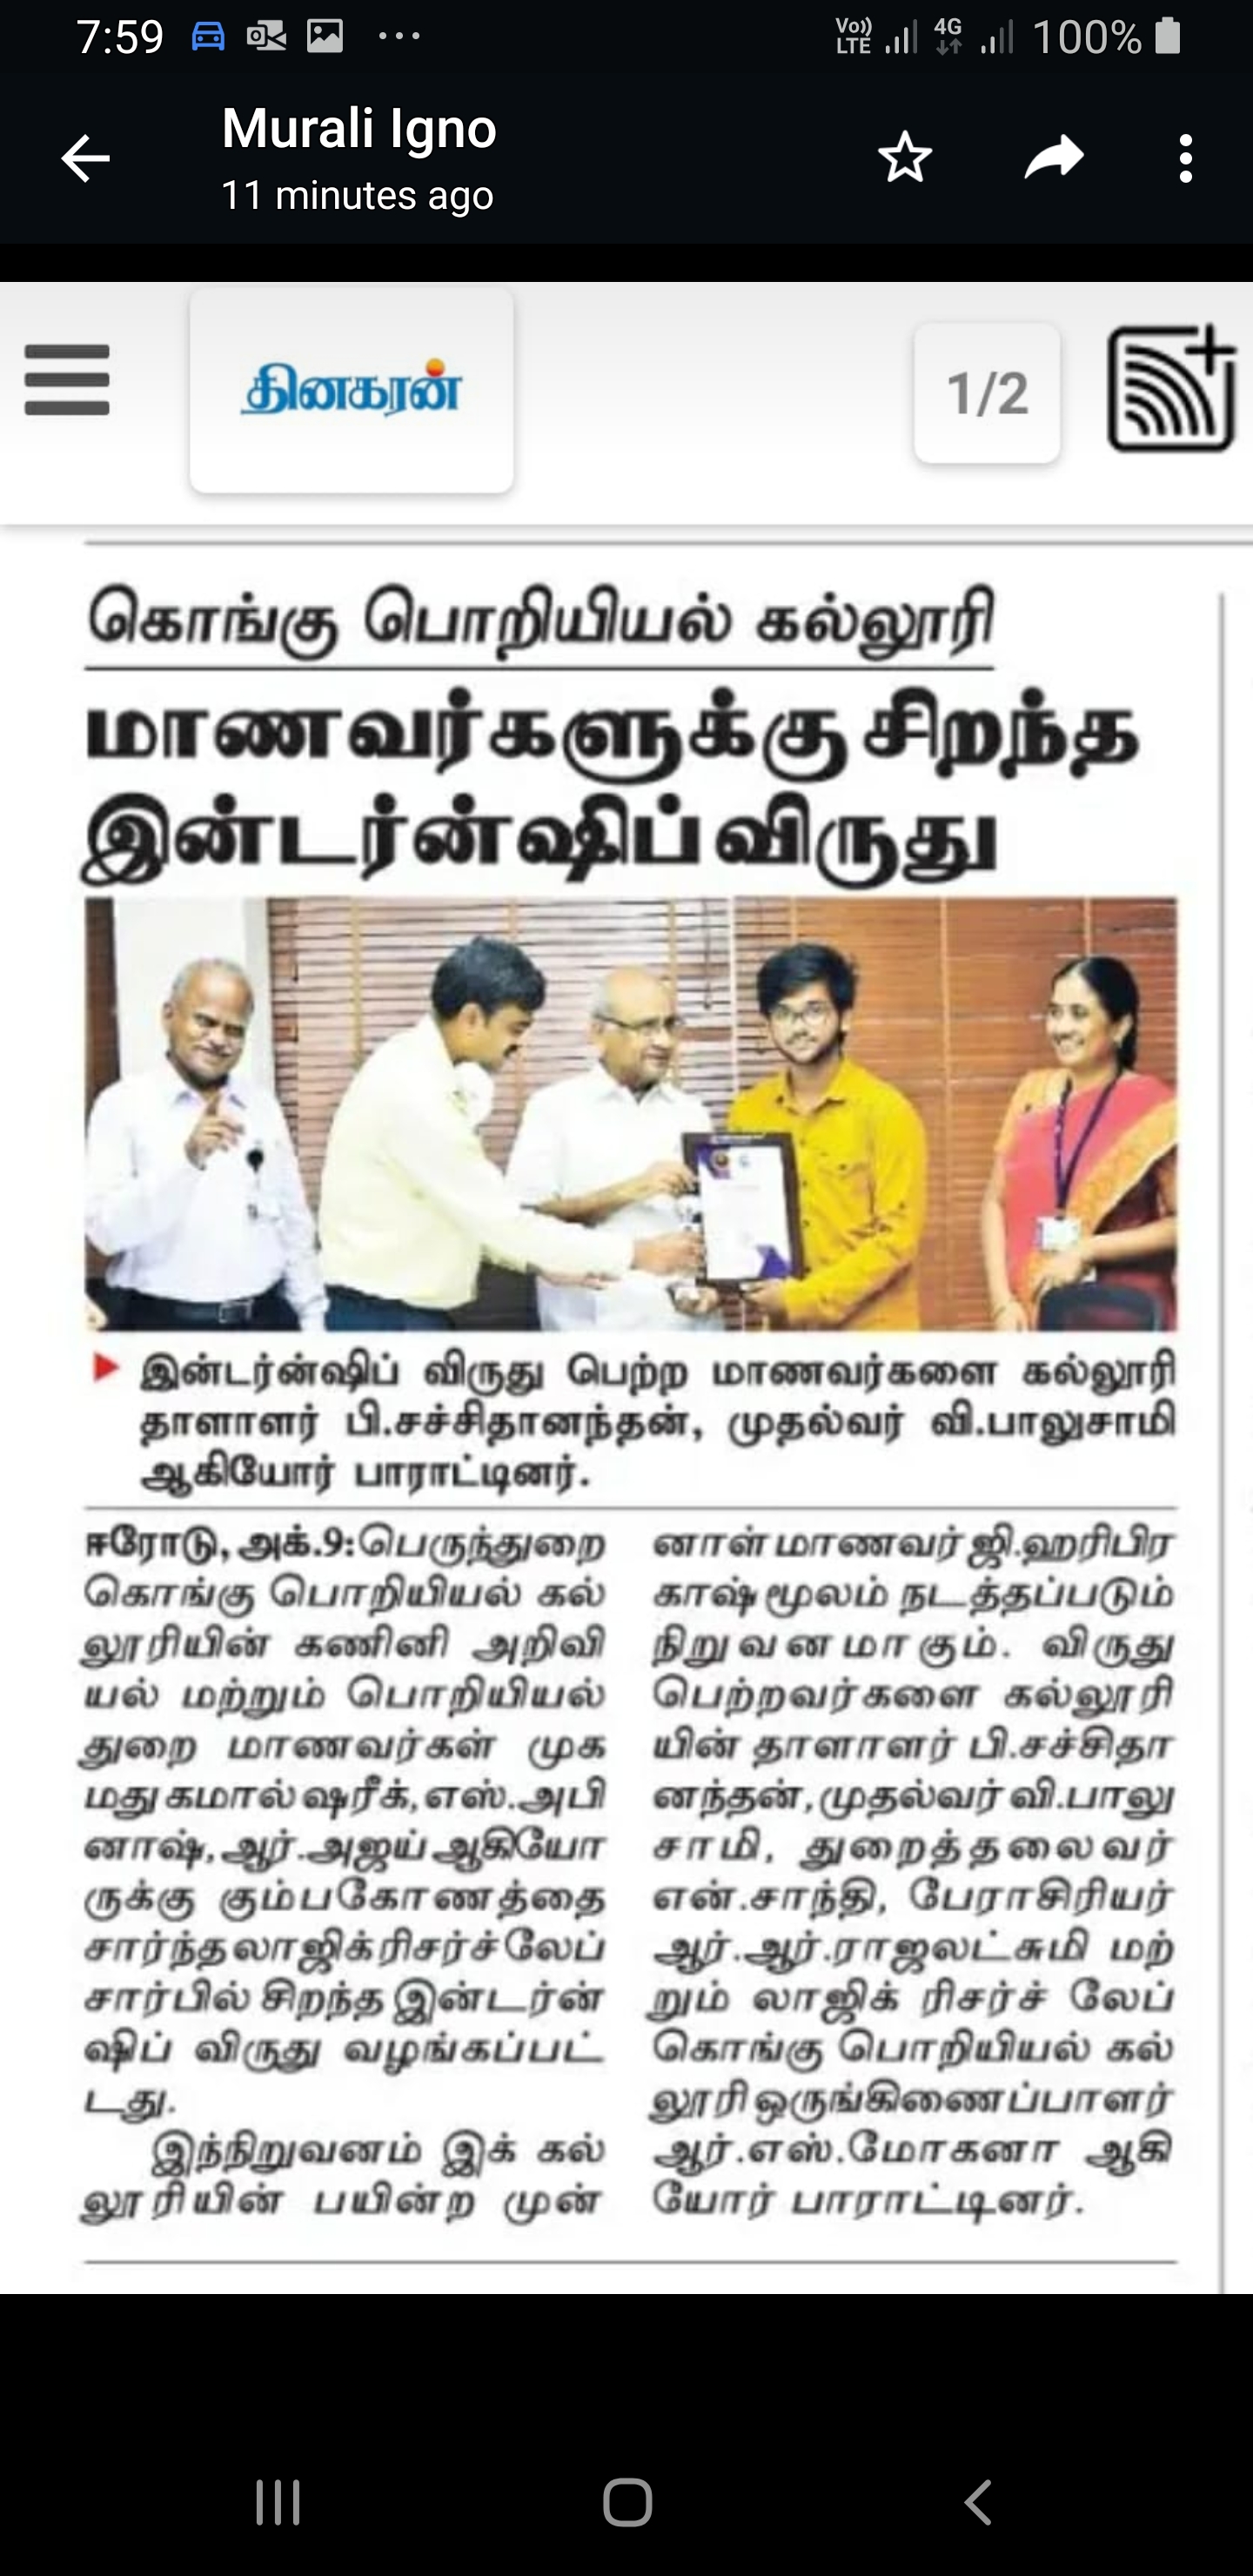 7:59
Vo)) LTE 4G 100%
Murali Igno
11 minutes ago
தினகரன்
1/2
கொங்கு பொறியியல் கல்லூரி
மாணவர்களுக்கு சிறந்த
இன்டர்ன்ஷிப் விருது
இன்டர்ன்ஷிப் விருது பெற்ற மாணவர்களை கல்லூரி
தாளாளர் பி.சச்சிதானந்தன், முதல்வர் வி.பாலுசாமி
ஆகியோர் பாராட்டினர்.
ஈரோடு, அக்.9: பெருந்துறை
கொங்கு பொறியியல் கல்
லூரியின் கணினி அறிவி
யல் மற்றும் பொறியியல்
துறை மாணவர்கள் முக
மது கமால் ஷரீக், எஸ்.அபி
னாஷ், ஆர்.அஜய் ஆகியோ
ருக்கு கும்பகோணத்தை
சார்ந்த லாஜிக் ரிசர்ச் லேப்
சார்பில் சிறந்த இன்டர்ன்
ஷிப் விருது வழங்கப்பட்
டது.
இந்நிறுவனம் இக் கல்
லூரியின் பயின்ற முன்
னாள் மாணவர் ஜி.ஹரிபிர
காஷ் மூலம் நடத்தப்படும்
நிறுவனமாகும். விருது
பெற்றவர்களை கல்லூரி
யின் தாளாளர் பி.சச்சிதா
னந்தன், முதல்வர் வி.பாலு
சாமி, துறைத்தலைவர்
என்.சாந்தி, பேராசிரியர்
ஆர்.ஆர்.ராஜலட்சுமி மற்
றும் லாஜிக் ரிசர்ச் லேப்
கொங்கு பொறியியல் கல்
லூரி ஒருங்கிணைப்பாளர்
ஆர்.எஸ்.மோகனா ஆகி
யோர் பாராட்டினர்.